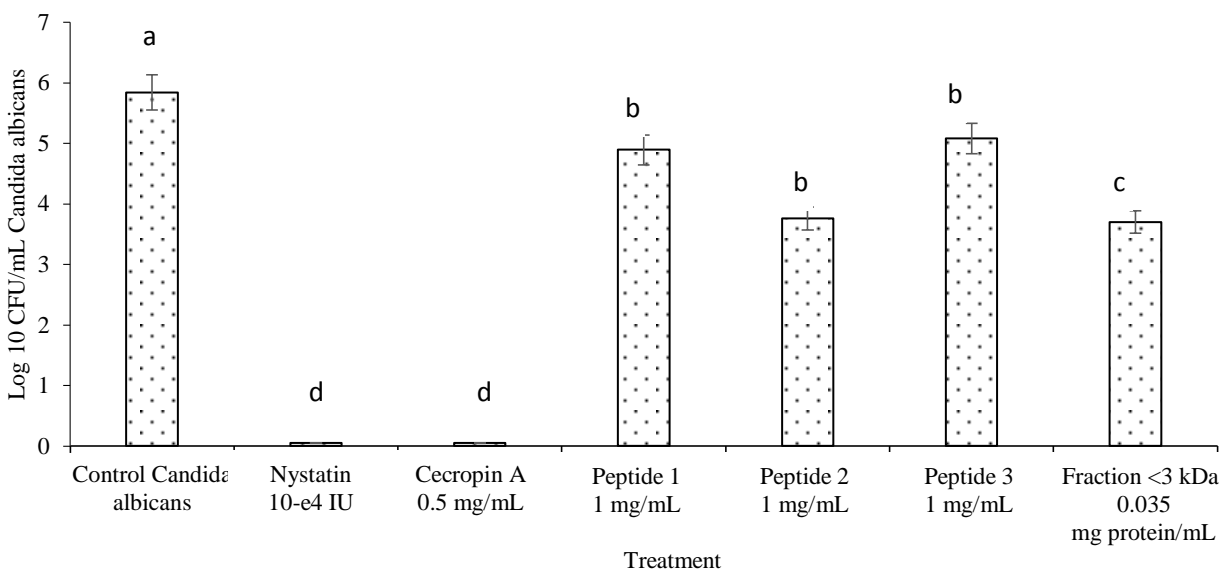 Log 10 CFU/mL Candida albicans
7
6
5
4
3
2
1
0
a
d
d
b
b
b
c
Control Candida
albicans
Nystatin
10-e4 IU
Cecropin A
0.5 mg/mL
Peptide 1
1 mg/mL
Peptide 2
1 mg/mL
Peptide 3
1 mg/mL
Fraction <3 kDa
0.035
mg protein/mL
Treatment